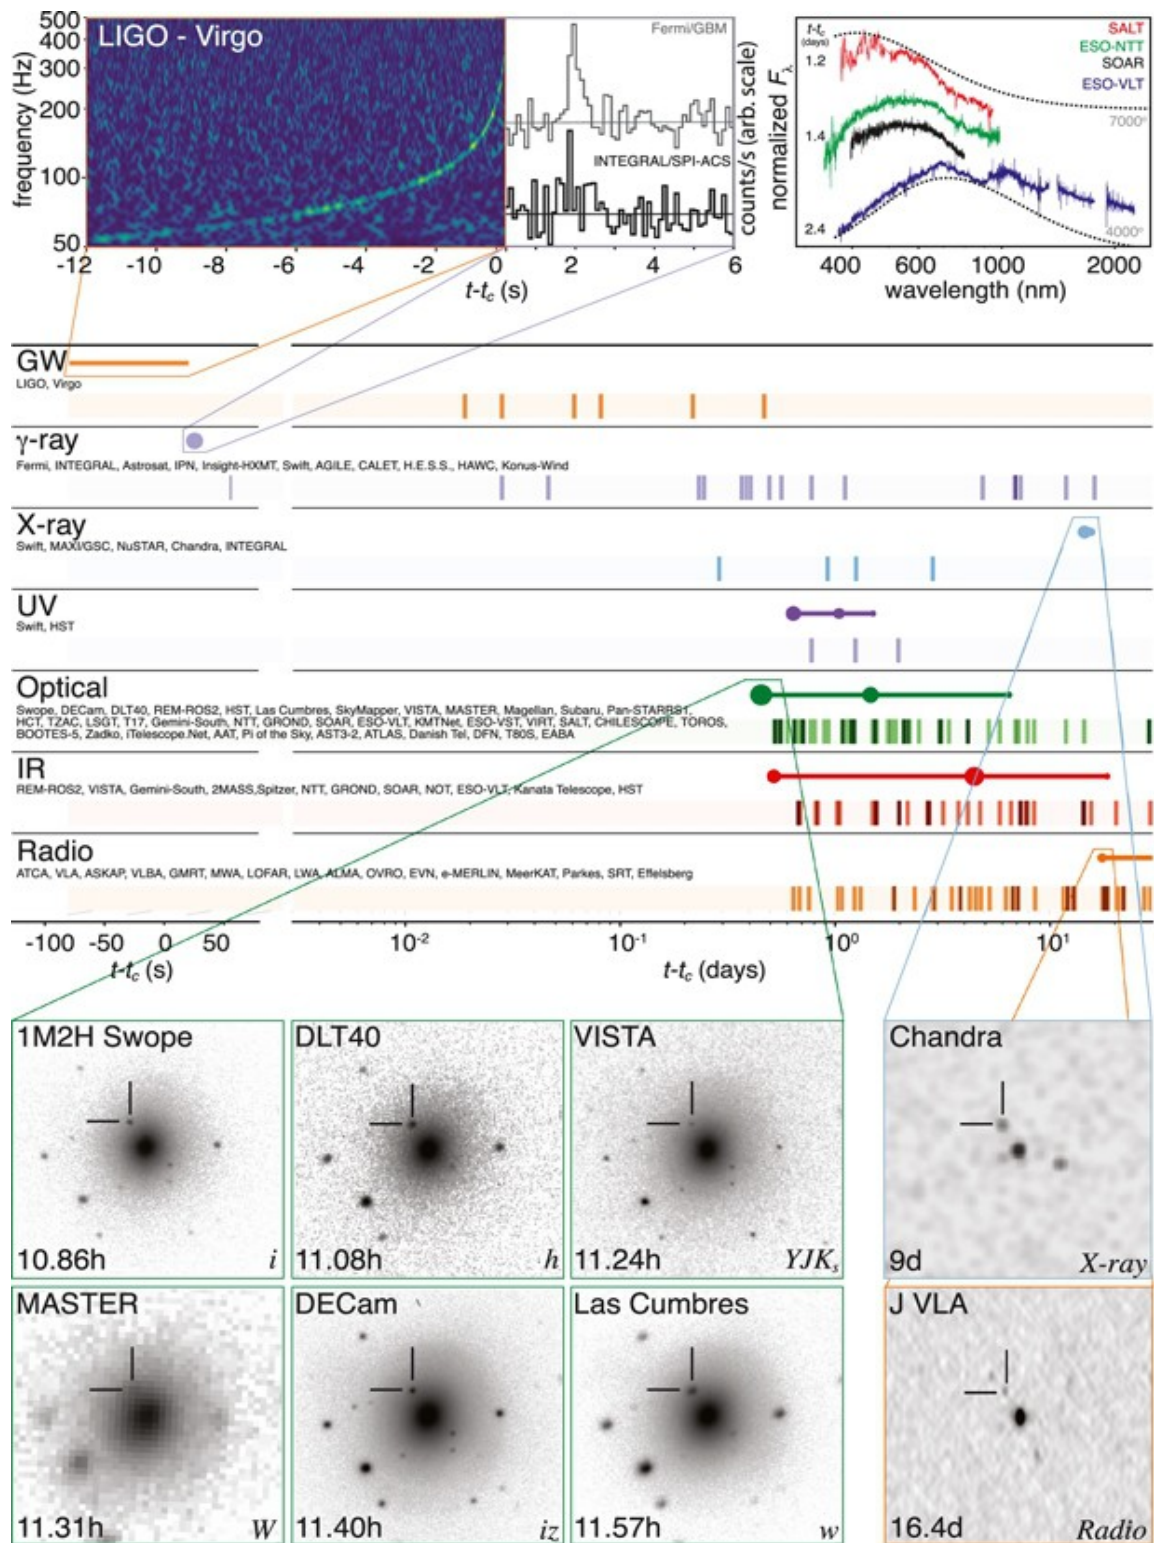 LIGO - Virgo
frequency (Hz)
500
400
300
200
100
50
-12 -10 -8 -6 -4 -2 0 2 4 6
t-tc (s)
Fermi/GBM
INTEGRAL/SPI-ACS
counts/s (arb. scale)
normalized Fλ
t-tc
(days)
1.2
1.4
2.4
SALT
ESO-NTT
SOAR
ESO-VLT
7000°
4000°
400 600 1000 2000
wavelength (nm)
GW
LIGO, Virgo
γ-ray
Fermi, INTEGRAL, Astrosat, IPN, Insight-HXMT, Swift, AGILE, CALET, H.E.S.S., HAWC, Konus-Wind
X-ray
Swift, MAXI/GSC, NuSTAR, Chandra, INTEGRAL
UV
Swift, HST
Optical
Swope, DECam, DLT40, REM-ROS2, HST, Las Cumbres, SkyMapper, VISTA, MASTER, Magellan, Subaru, Pan-STARRS1,
HCT, TZAC, LSGT, T17, Gemini-South, NTT, GROND, SOAR, ESO-VLT, KMTNet, ESO-VST, VIRT, SALT, CHILESCOPE, TOROS,
BOOTES-5, Zadko, iTelescope.Net, AAT, Pi of the Sky, AST3-2, ATLAS, Danish Tel, DFN, T80S, EABA
IR
REM-ROS2, VISTA, Gemini-South, 2MASS,Spitzer, NTT, GROND, SOAR, NOT, ESO-VLT, Kanata Telescope, HST
Radio
ATCA, VLA, ASKAP, VLBA, GMRT, MWA, LOFAR, LWA, ALMA, OVRO, EVN, e-MERLIN, MeerKAT, Parkes, SRT, Effelsberg
-100 -50 0 50 10⁻² 10⁻¹ 10⁰ 10¹
t-tc (s) t-tc (days)
1M2H Swope
10.86h i
DLT40
11.08h h
VISTA
11.24h YJKs
Chandra
9d X-ray
MASTER
11.31h W
DECam
11.40h iz
Las Cumbres
11.57h w
J VLA
16.4d Radio